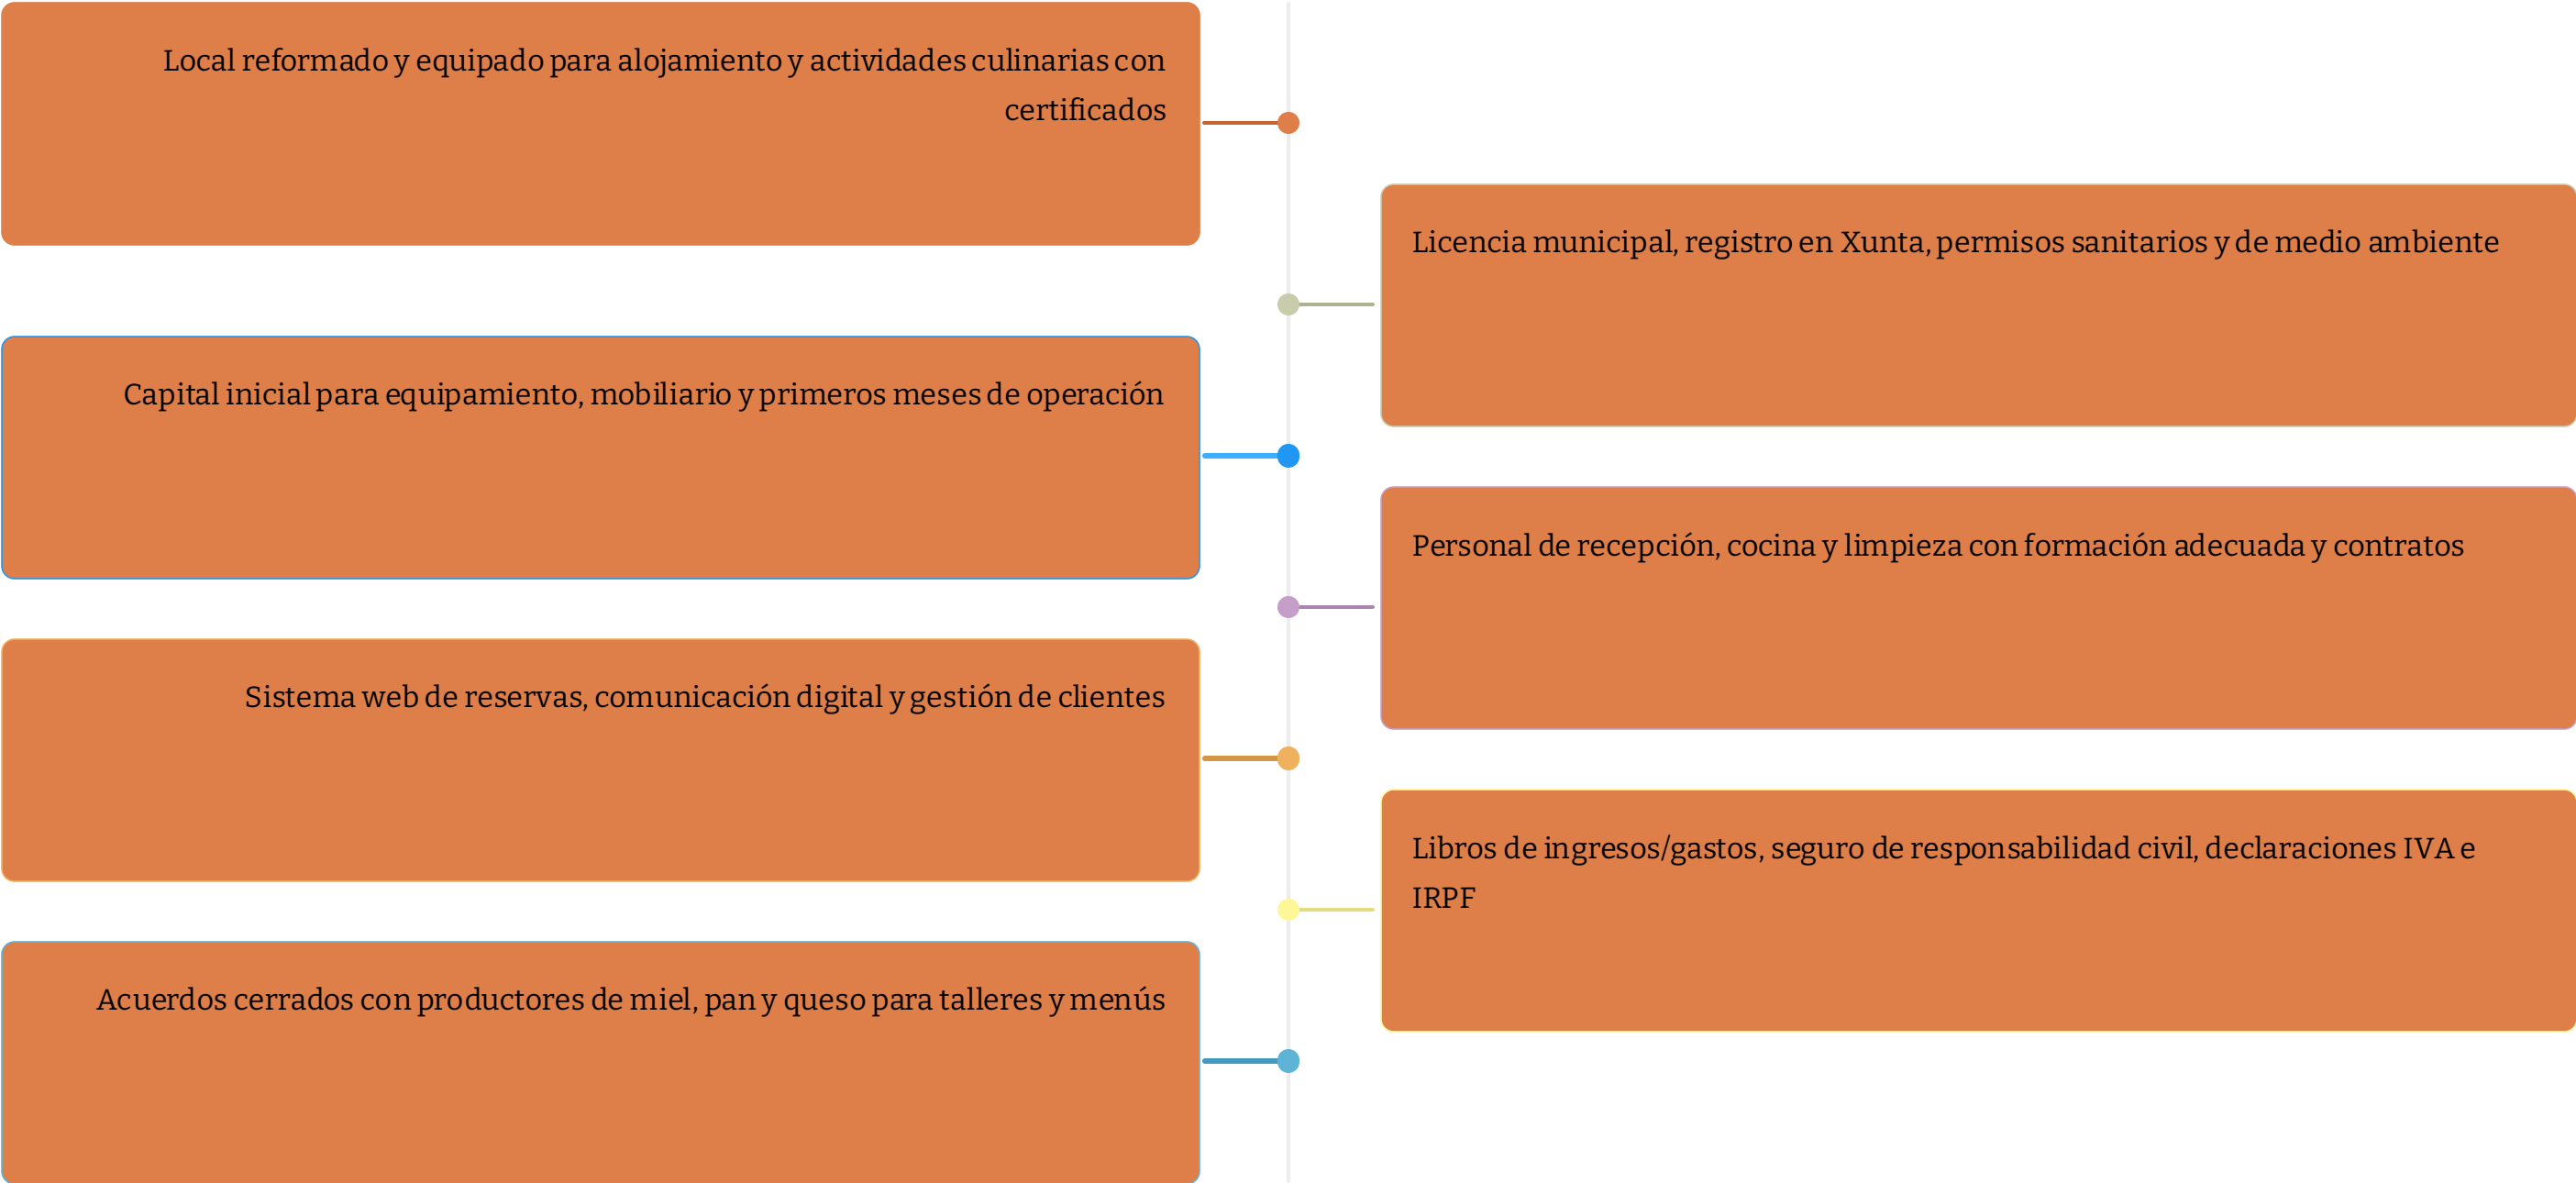 Local reformado y equipado para alojamiento y actividades culinarias con
certificados
Licencia municipal, registro en Xunta, permisos sanitarios y de medio ambiente
Capital inicial para equipamiento, mobiliario y primeros meses de operación
Personal de recepción, cocina y limpieza con formación adecuada y contratos
Sistema web de reservas, comunicación digital y gestión de clientes
Libros de ingresos/gastos, seguro de responsabilidad civil, declaraciones IVA e
IRPF
Acuerdos cerrados con productores de miel, pan y queso para talleres y menús